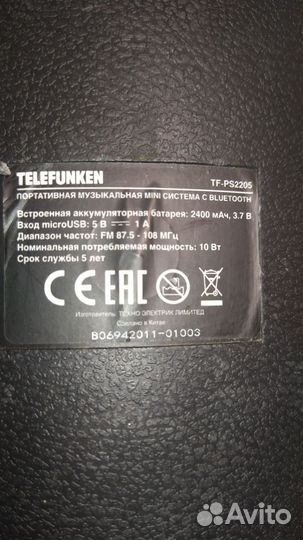 TELEFUNKEN TF-PS2205
ПОРТАТИВНАЯ МУЗЫКАЛЬНАЯ MINI СИСТЕМА С BLUETOOTH
Встроенная аккумуляторная батарея: 2400 мАч, 3.7 В
Вход microUSB: 5 В 1 А
Диапазон частот: FM 87.5 - 108 МГц
Номинальная потребляемая мощность: 10 Вт
Срок службы 5 лет
CE EAC
Изготовитель: ТЕХНО ЭЛЕКТРИК ЛИМИТЕД
Сделано в Китае
B06942011-01003
Avito